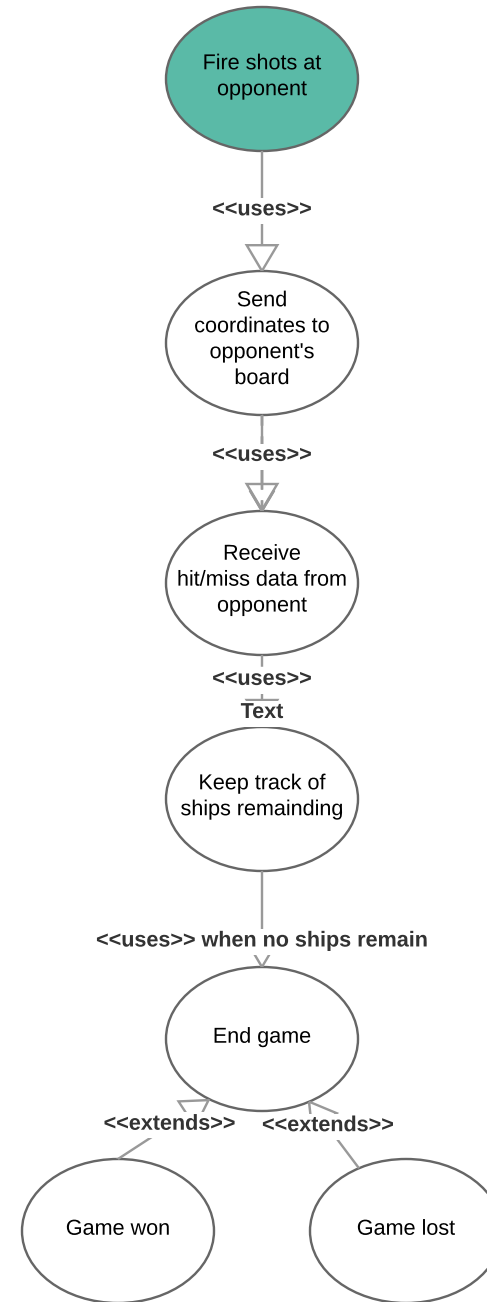 Fire shots at
opponent
<<uses>>
Send
coordinates to
opponent's
board
<<uses>>
Receive
hit/miss data from
opponent
<<uses>>
Text
Keep track of
ships remainding
<<uses>> when no ships remain
End game
<<extends>>
<<extends>>
Game won
Game lost